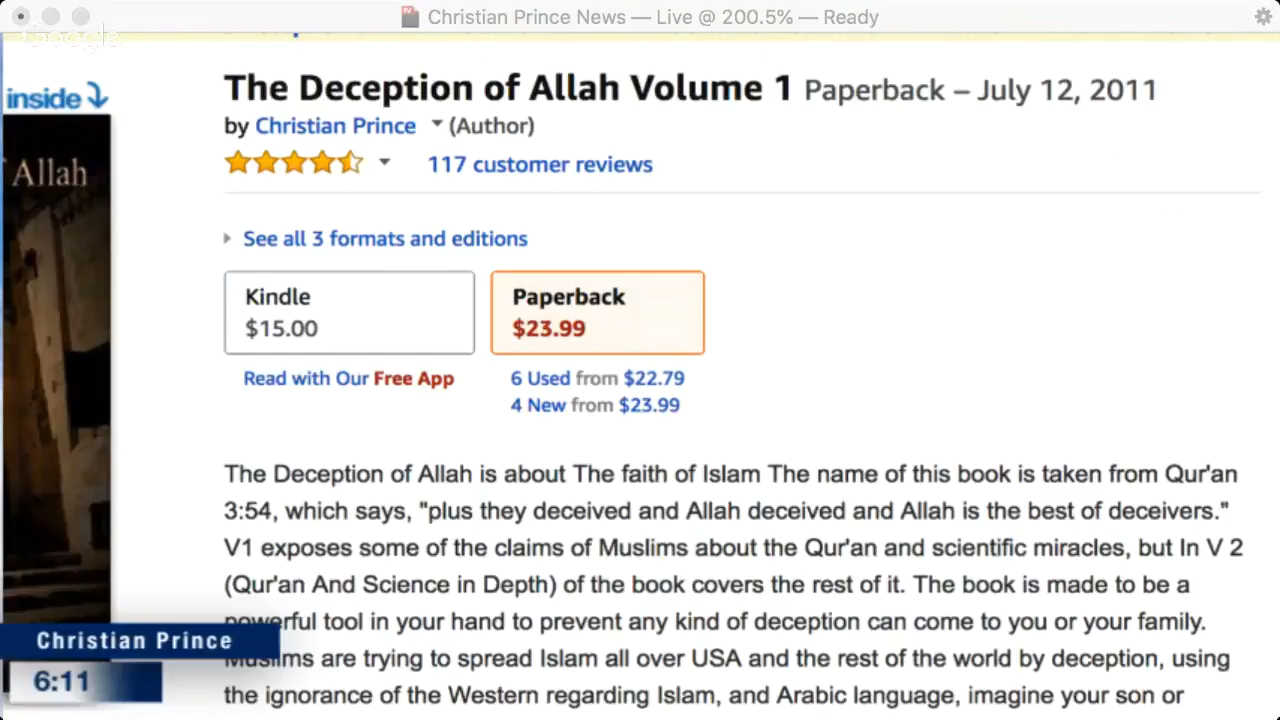 Christian Prince News — Live @ 200.5% — Ready
Google
inside
The Deception of Allah Volume 1 Paperback – July 12, 2011
by Christian Prince (Author)
Allah
117 customer reviews
See all 3 formats and editions
Kindle
$15.00
Paperback
$23.99
Read with Our Free App
6 Used from $22.79
4 New from $23.99
The Deception of Allah is about The faith of Islam The name of this book is taken from Qur'an
3:54, which says, "plus they deceived and Allah deceived and Allah is the best of deceivers."
V1 exposes some of the claims of Muslims about the Qur'an and scientific miracles, but In V 2
(Qur'an And Science in Depth) of the book covers the rest of it. The book is made to be a
powerful tool in your hand to prevent any kind of deception can come to you or your family.
Muslims are trying to spread Islam all over USA and the rest of the world by deception, using
the ignorance of the Western regarding Islam, and Arabic language, imagine your son or
Christian Prince
6:11